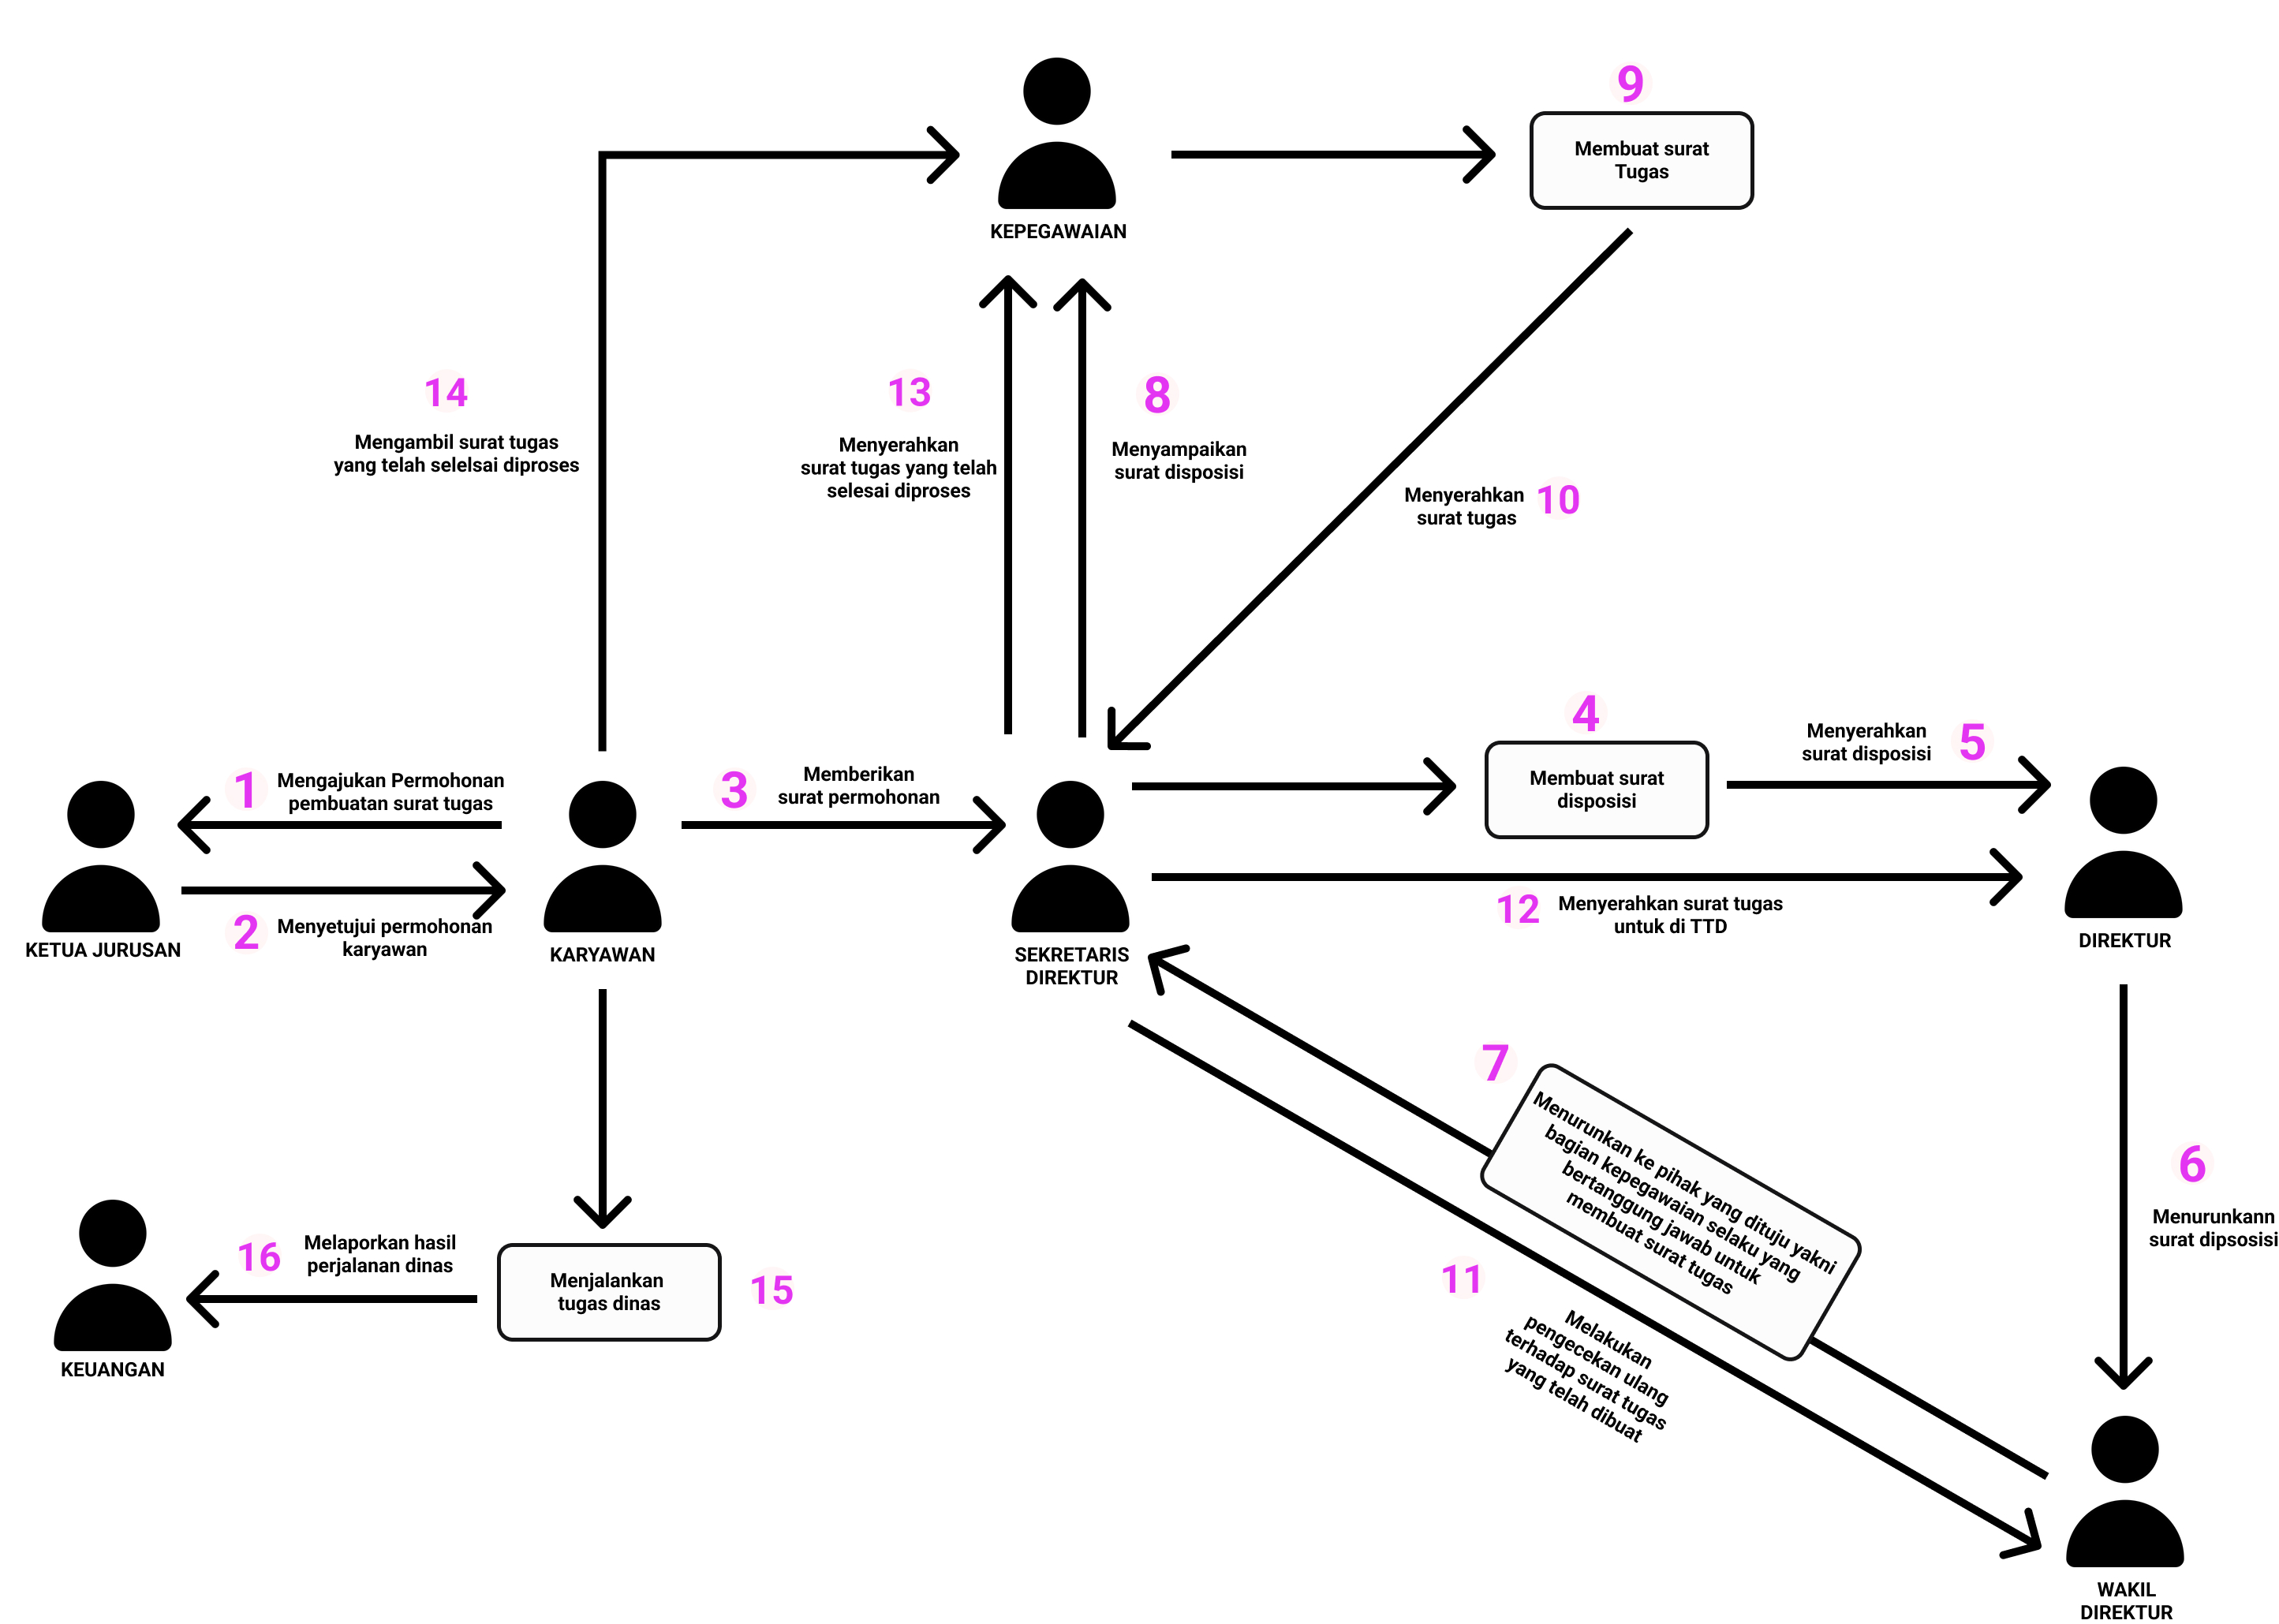 9
Membuat surat
Tugas
KEPEGAWAIAN
14
Mengambil surat tugas
yang telah selelsai diproses
13
Menyerahkan
surat tugas yang telah
selesai diproses
8
Menyampaikan
surat disposisi
Menyerahkan
surat tugas
10
1
Mengajukan Permohonan
pembuatan surat tugas
3
Memberikan
surat permohonan
4
Membuat surat
disposisi
Menyerahkan
surat disposisi
5
2
Menyetujui permohonan
karyawan
12
Menyerahkan surat tugas
untuk di TTD
KETUA JURUSAN
KARYAWAN
SEKRETARIS
DIREKTUR
DIREKTUR
7
Menurunkan ke pihak yang dituju yakni
bagian kepegawaian selaku yang
bertanggung jawab untuk
membuat surat tugas
6
Menurunkann
surat dipsosisi
11
Melakukan
pengecekan ulang
terhadap surat tugas
yang telah dibuat
16
Melaporkan hasil
perjalanan dinas
Menjalankan
tugas dinas
15
KEUANGAN
WAKIL
DIREKTUR